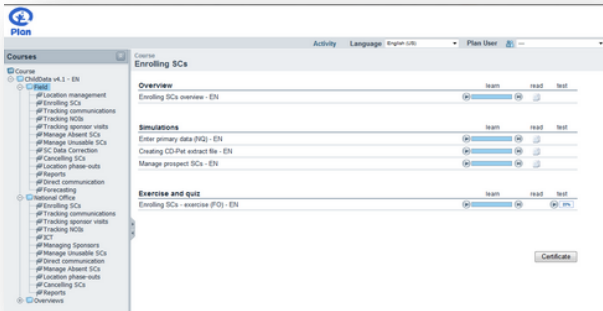 Plan
Activity Language English (US) Plan User ---
Courses
Course
ChildData v4.1 - EN
Field
Location management
Enrolling SCs
Tracking communications
Tracking NOIs
Tracking sponsor visits
Manage Absent SCs
Manage Unusable SCs
SC Data Correction
Cancelling SCs
Location phase-outs
Reports
Direct communication
Forecasting
National Office
Enrolling SCs
Tracking communications
Tracking sponsor visits
Tracking NOIs
ICT
Managing Sponsors
Manage Unusable SCs
Direct communication
Manage Absent SCs
Location phase-outs
Cancelling SCs
Reports
Overviews
Course
Enrolling SCs
Overview learn read test
Enrolling SCs overview - EN
Simulations learn read test
Enter primary data (NQ) - EN
Creating CD-Pet extract file - EN
Manage prospect SCs - EN
Exercise and quiz learn read test
Enrolling SCs - exercise (FO) - EN
Certificate